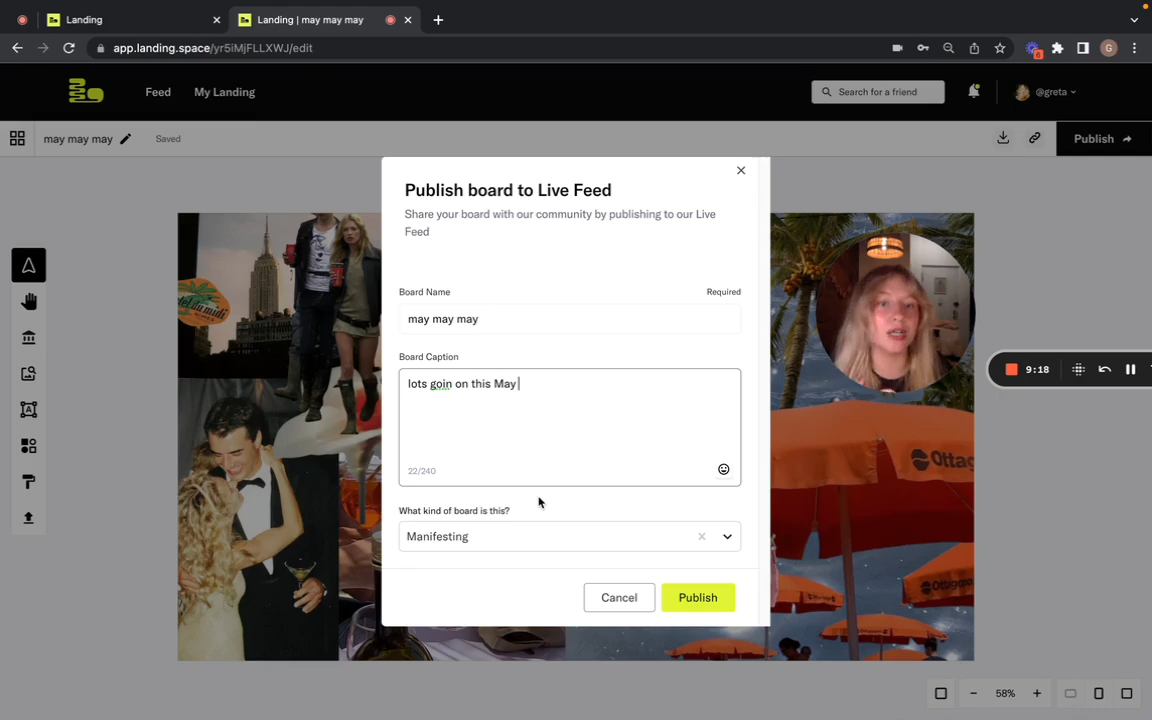 Landing
Landing | may may may
app.landing.space/yr5iMjFLLXWJ/edit
6
G
Feed
My Landing
Search for a friend
@greta
may may may
Saved
Publish
Publish board to Live Feed
Share your board with our community by publishing to our Live
Feed
Board Name
Required
may may may
Board Caption
lots goin on this May
22/240
What kind of board is this?
Manifesting
Cancel
Publish
9:18
58%